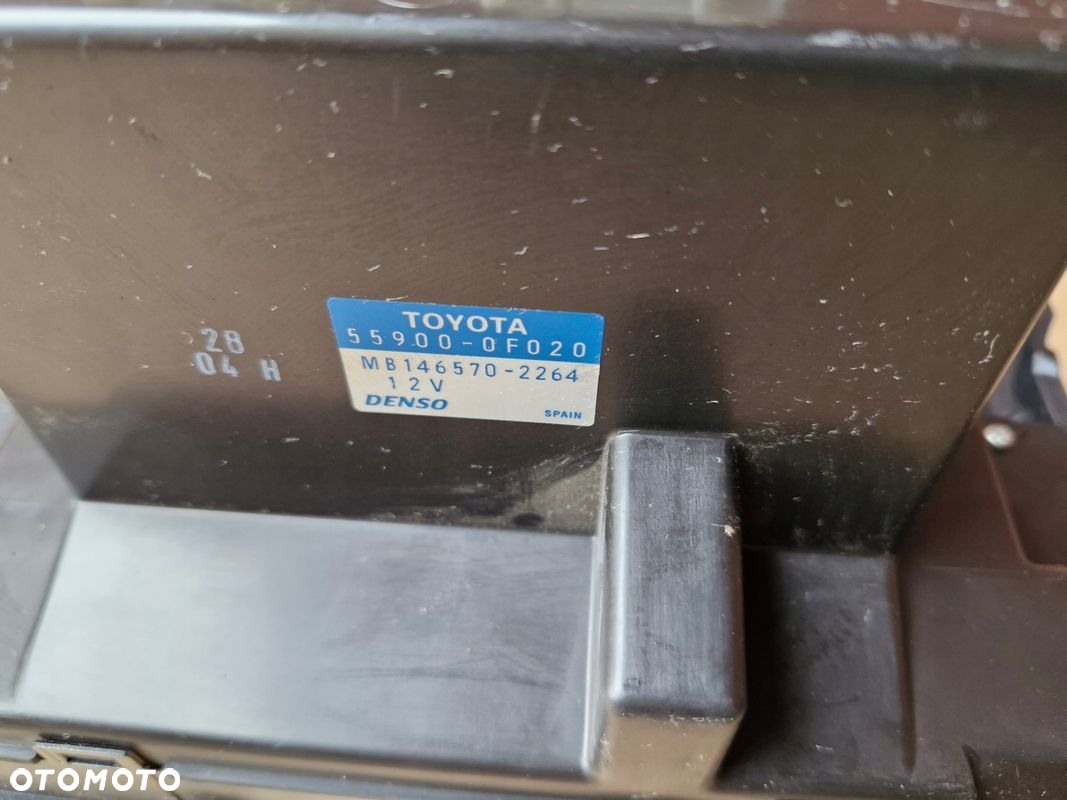 TOYOTA
55900-0F020
MB146570-2264
12V
DENSO
SPAIN
28
04 H
OTOMOTO